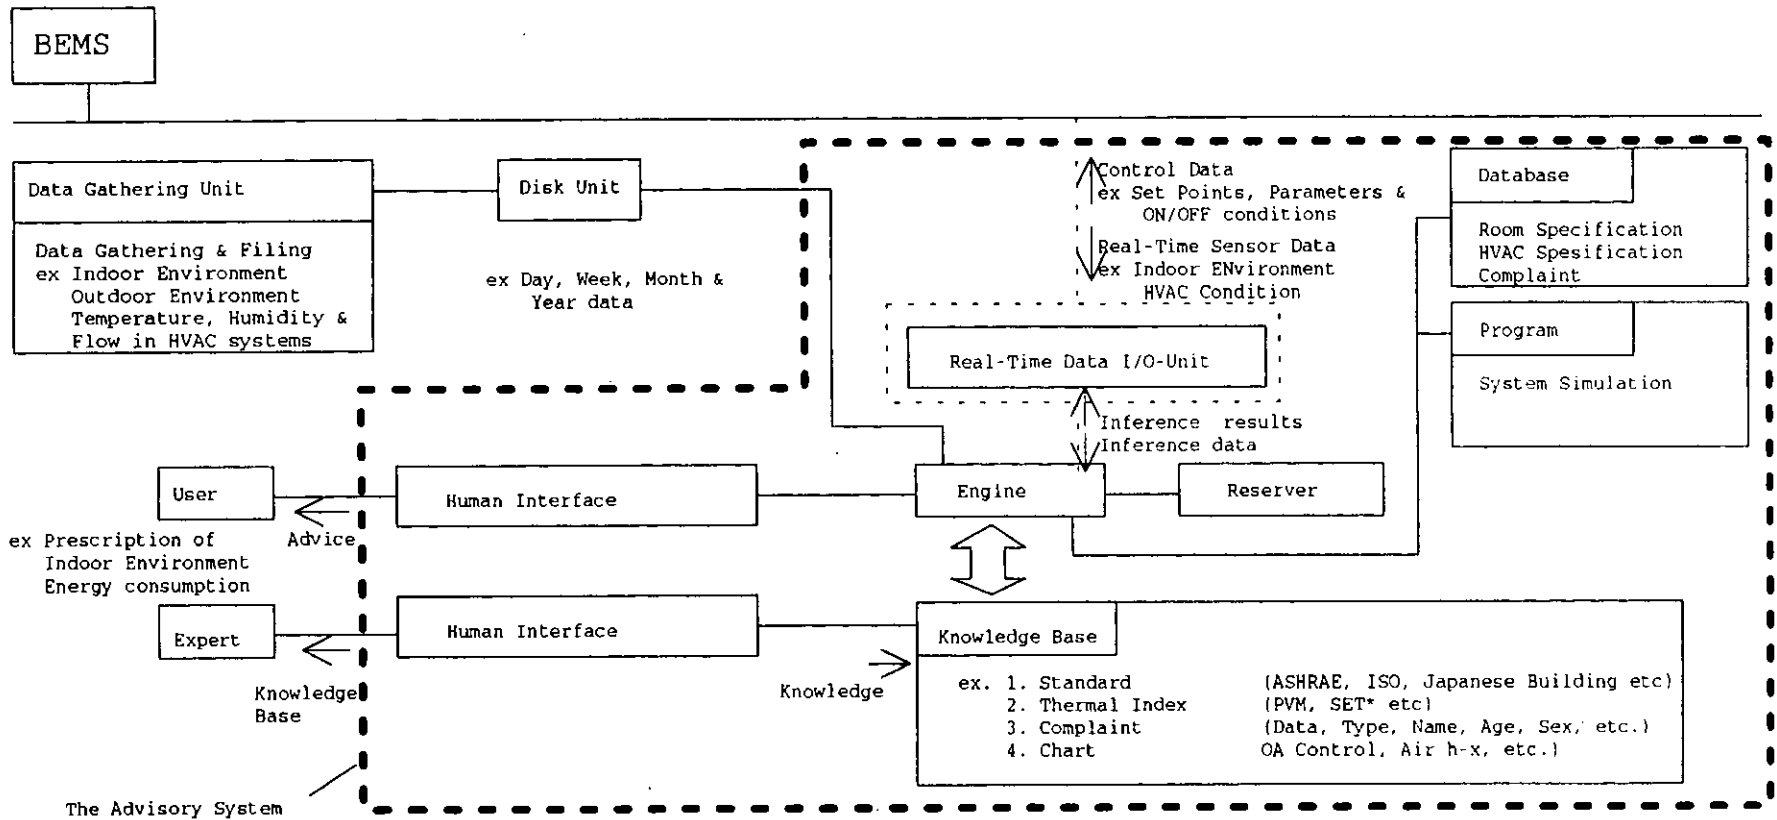 BEMS
Data Gathering Unit
Data Gathering & Filing
ex Indoor Environment
Outdoor Environment
Temperature, Humidity &
Flow in HVAC systems
Disk Unit
ex Day, Week, Month &
Year data
Control Data
ex Set Points, Parameters &
ON/OFF conditions
Real-Time Sensor Data
ex Indoor ENvironment
HVAC Condition
Real-Time Data I/O-Unit
Inference results
Inference data
Database
Room Specification
HVAC Spesification
Complaint
Program
System Simulation
User
Human Interface
Engine
Reserver
Advice
ex Prescription of
Indoor Environment
Energy consumption
Expert
Human Interface
Knowledge
Base
Knowledge
Knowledge Base
ex. 1. Standard (ASHRAE, ISO, Japanese Building etc)
2. Thermal Index (PVM, SET* etc)
3. Complaint (Data, Type, Name, Age, Sex, etc.)
4. Chart OA Control, Air h-x, etc.)
The Advisory System